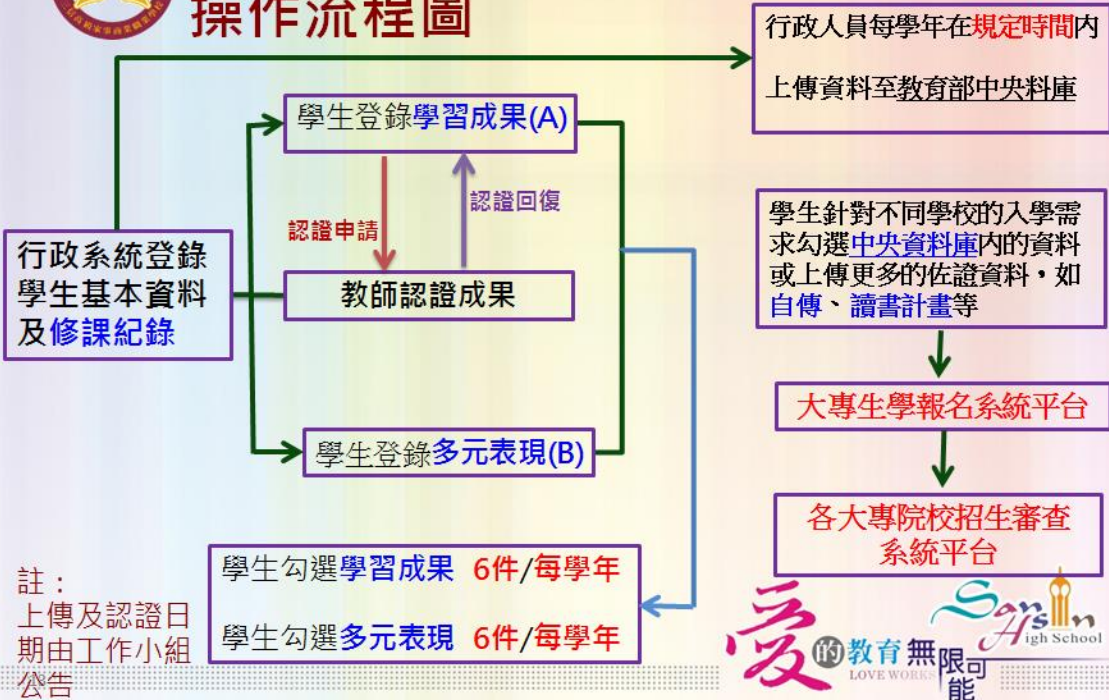 操作流程圖
行政人員每學年在規定時間內
上傳資料至教育部中央料庫
學生登錄學習成果(A)
認證回復
認證申請
教師認證成果
行政系統登錄
學生基本資料
及修課紀錄
學生登錄多元表現(B)
學生針對不同學校的入學需
求勾選中央資料庫內的資料
或上傳更多的佐證資料,如
自傳、讀書計畫等
大專生學報名系統平台
各大專院校招生審查
系統平台
學生勾選學習成果 6件/每學年
學生勾選多元表現 6件/每學年
註:
上傳及認證日
期由工作小組
公告
愛的教育無限可能
LOVE WORKS
San Hsin
High School